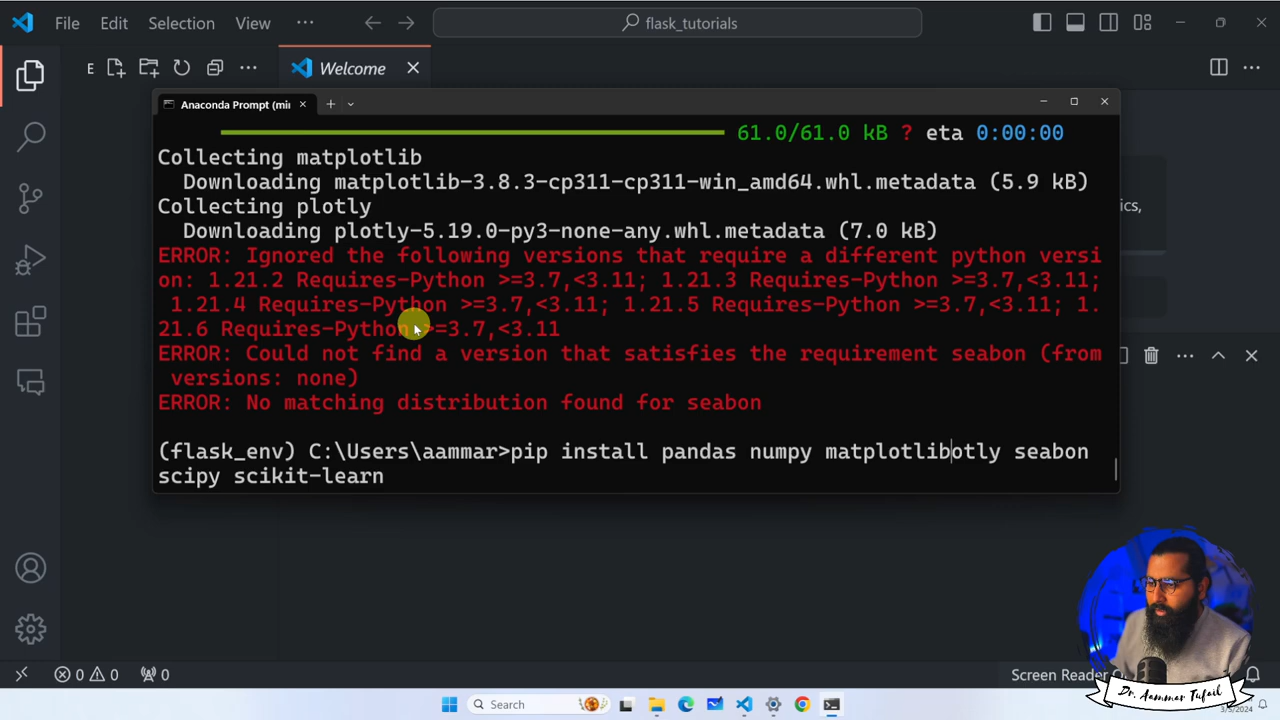 File Edit Selection View ··· flask_tutorials
E ··· Welcome
Anaconda Prompt (mi
61.0/61.0 kB ? eta 0:00:00
Collecting matplotlib
Downloading matplotlib-3.8.3-cp311-cp311-win_amd64.whl.metadata (5.9 kB)
Collecting plotly
Downloading plotly-5.19.0-py3-none-any.whl.metadata (7.0 kB)
ics,
ERROR: Ignored the following versions that require a different python versi
on: 1.21.2 Requires-Python >=3.7,<3.11; 1.21.3 Requires-Python >=3.7,<3.11;
1.21.4 Requires-Python >=3.7,<3.11; 1.21.5 Requires-Python >=3.7,<3.11; 1.
21.6 Requires-Python >=3.7,<3.11
ERROR: Could not find a version that satisfies the requirement seabon (from
versions: none)
ERROR: No matching distribution found for seabon
(flask_env) C:\Users\aammar>pip install pandas numpy matplotlibotly seabon
scipy scikit-learn
0 0 0
Screen Reader
Dr. Aammar Tufail
Search
3/3/2024